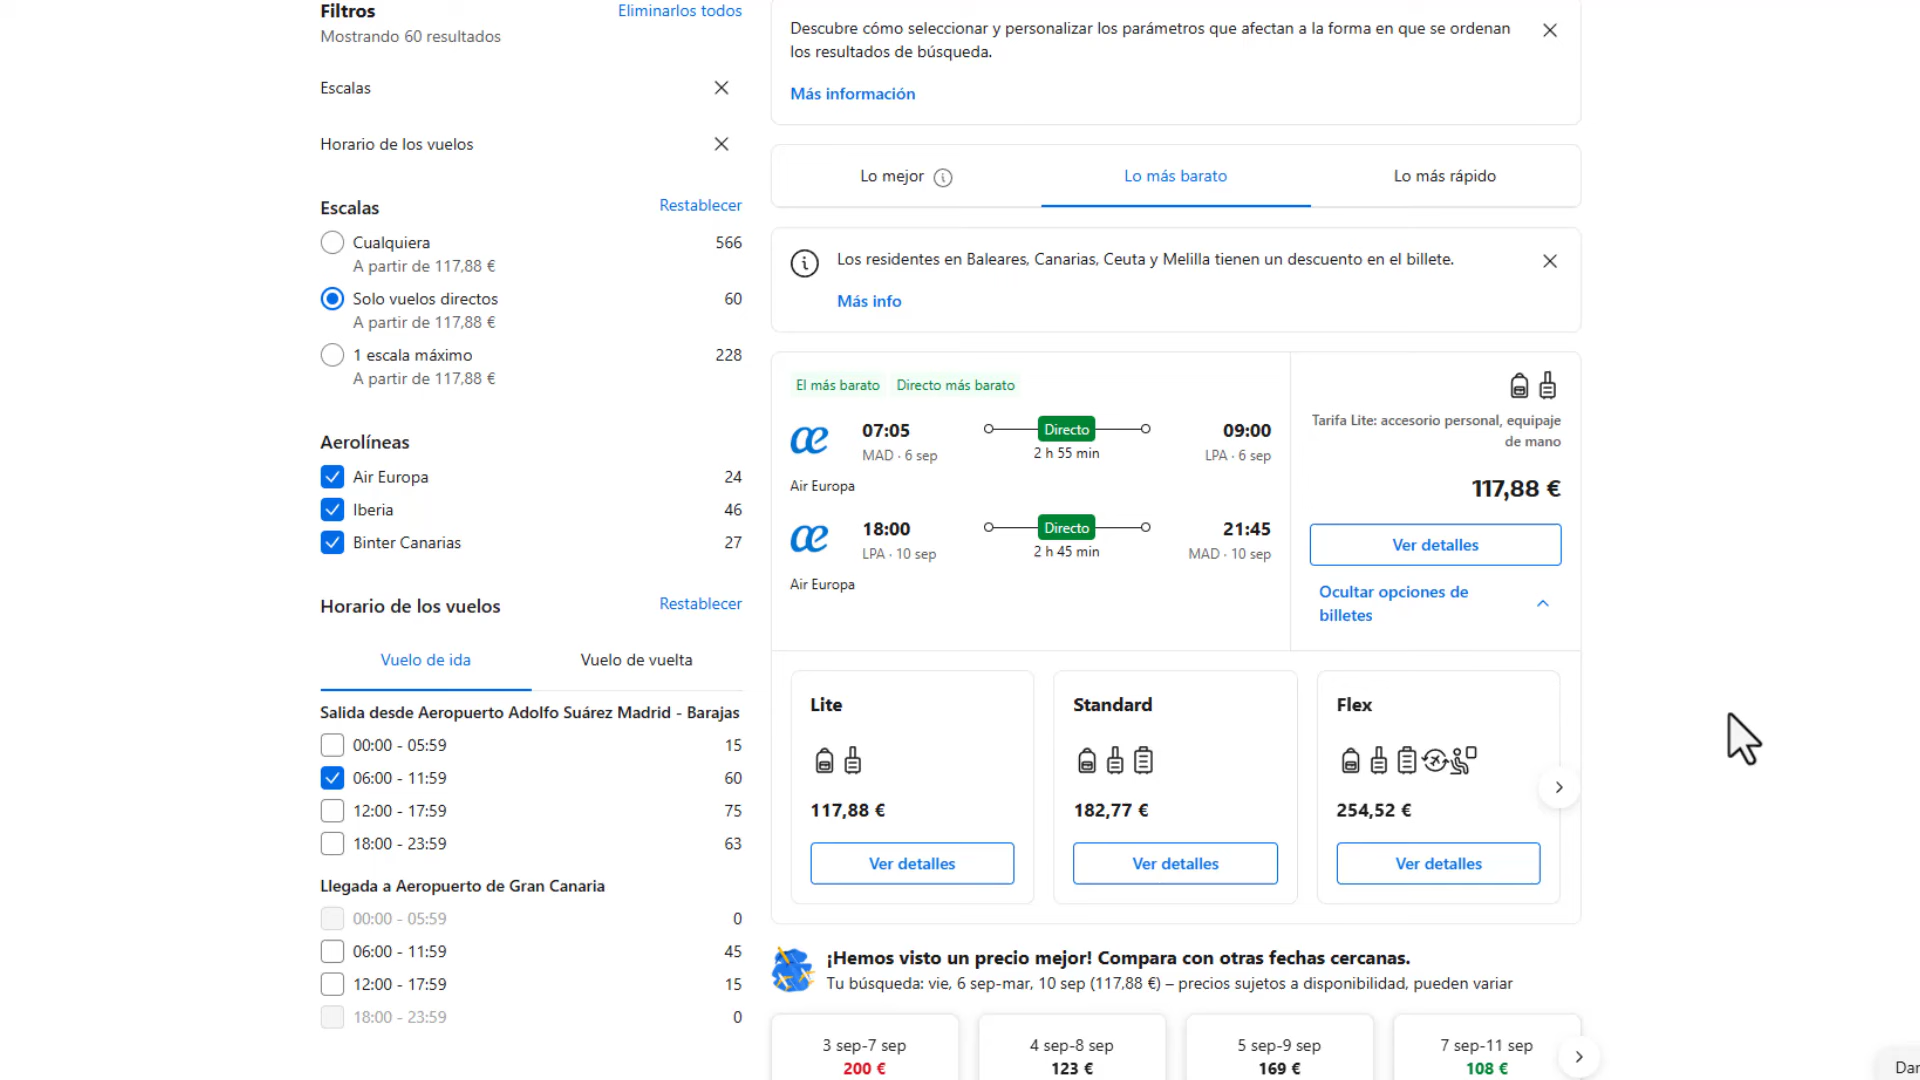 Filtros
Eliminarlos todos
Mostrando 60 resultados
Escalas
Horario de los vuelos
Escalas
Restablecer
Cualquiera
566
A partir de 117,88 €
Solo vuelos directos
60
A partir de 117,88 €
1 escala máximo
228
A partir de 117,88 €
Aerolíneas
Air Europa
24
Iberia
46
Binter Canarias
27
Horario de los vuelos
Restablecer
Vuelo de ida
Vuelo de vuelta
Salida desde Aeropuerto Adolfo Suárez Madrid - Barajas
00:00 - 05:59
15
06:00 - 11:59
60
12:00 - 17:59
75
18:00 - 23:59
63
Llegada a Aeropuerto de Gran Canaria
00:00 - 05:59
0
06:00 - 11:59
45
12:00 - 17:59
15
18:00 - 23:59
0
Descubre cómo seleccionar y personalizar los parámetros que afectan a la forma en que se ordenan
los resultados de búsqueda.
Más información
Lo mejor
Lo más barato
Lo más rápido
Los residentes en Baleares, Canarias, Ceuta y Melilla tienen un descuento en el billete.
Más info
El más barato
Directo más barato
07:05
Directo
09:00
MAD · 6 sep
2 h 55 min
LPA · 6 sep
Air Europa
18:00
Directo
21:45
LPA · 10 sep
2 h 45 min
MAD · 10 sep
Air Europa
Tarifa Lite: accesorio personal, equipaje
de mano
117,88 €
Ver detalles
Ocultar opciones de
billetes
Lite
117,88 €
Ver detalles
Standard
182,77 €
Ver detalles
Flex
254,52 €
Ver detalles
¡Hemos visto un precio mejor! Compara con otras fechas cercanas.
Tu búsqueda: vie, 6 sep-mar, 10 sep (117,88 €) – precios sujetos a disponibilidad, pueden variar
3 sep-7 sep
200 €
4 sep-8 sep
123 €
5 sep-9 sep
169 €
7 sep-11 sep
108 €